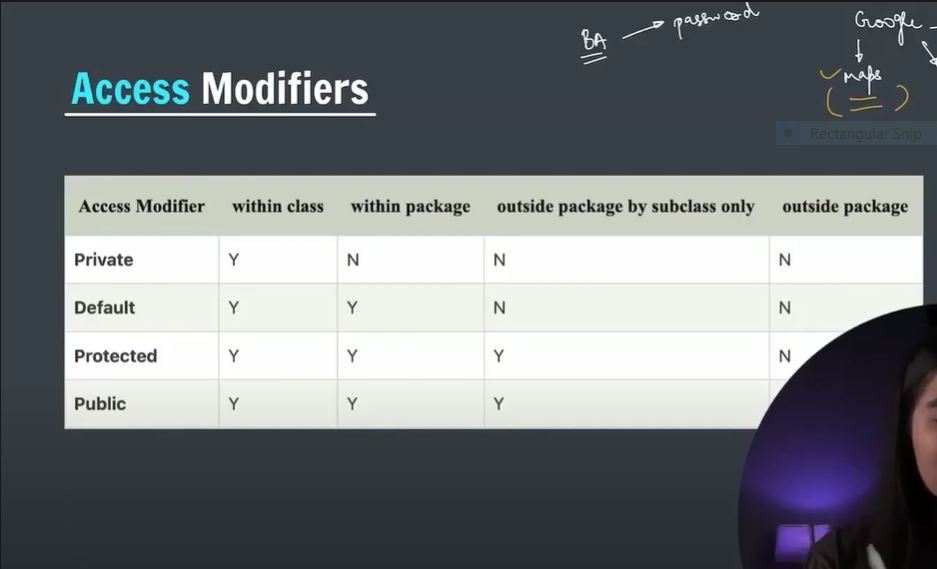 BA → password
Google
maps
Access Modifiers
Rectangular Snip
Access Modifier within class within package outside package by subclass only outside package
Private Y N N N
Default Y Y N N
Protected Y Y Y N
Public Y Y Y